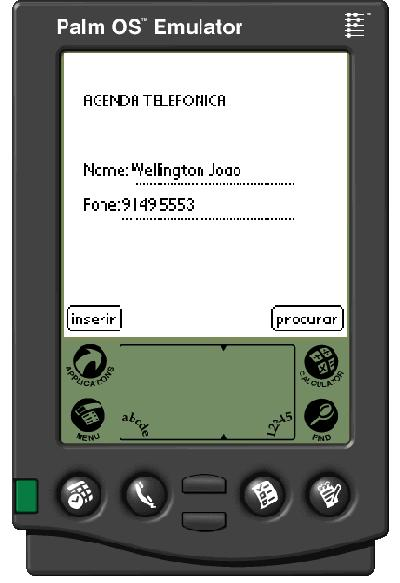 Palm OS™ Emulator
AGENDA TELEFONICA
Nome: Wellington Joao
Fone: 91495553
inserir procurar
APPLICATIONS CALCULATOR
MENU abcde 12345 FIND